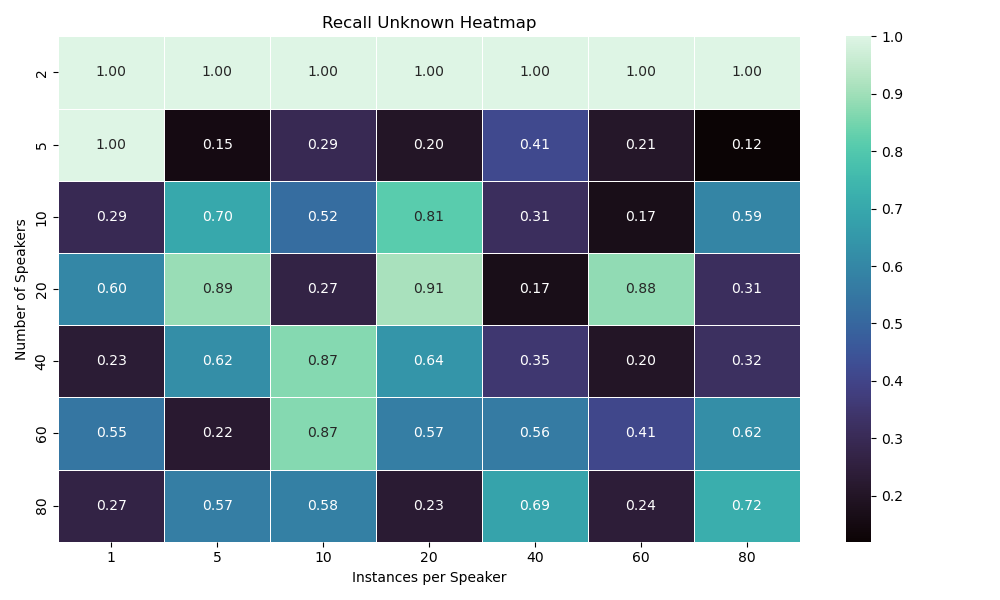 Recall Unknown Heatmap
Number of Speakers
2 1.00 1.00 1.00 1.00 1.00 1.00 1.00
5 1.00 0.15 0.29 0.20 0.41 0.21 0.12
10 0.29 0.70 0.52 0.81 0.31 0.17 0.59
20 0.60 0.89 0.27 0.91 0.17 0.88 0.31
40 0.23 0.62 0.87 0.64 0.35 0.20 0.32
60 0.55 0.22 0.87 0.57 0.56 0.41 0.62
80 0.27 0.57 0.58 0.23 0.69 0.24 0.72
1 5 10 20 40 60 80
Instances per Speaker
1.0
0.9
0.8
0.7
0.6
0.5
0.4
0.3
0.2